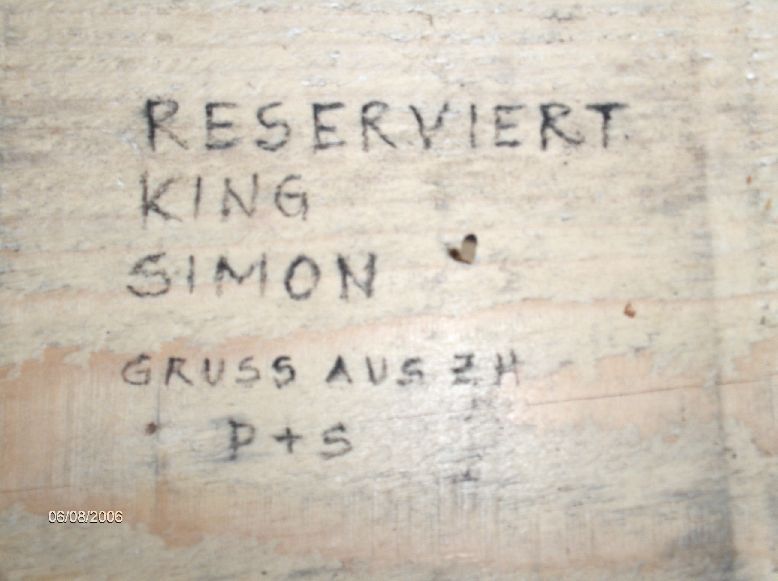 RESERVIERT
KING
SIMON
GRUSS AUS ZH
P+S
06/08/2006